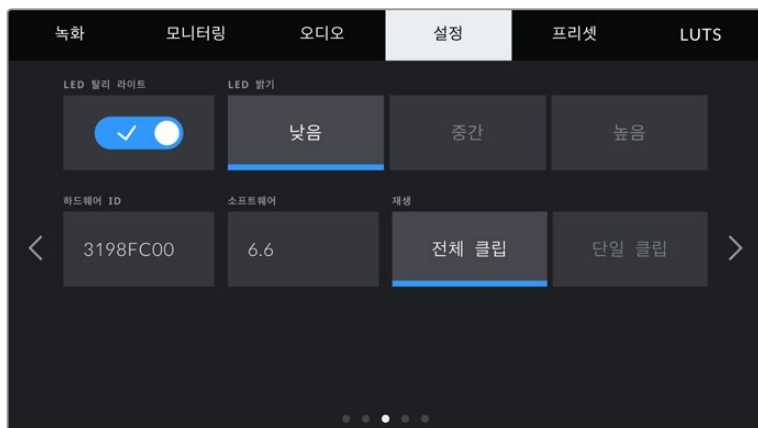 녹화 모니터링 오디오 설정 프리셋 LUTS
LED 탈리 라이트 LED 밝기
낮음 중간 높음
하드웨어 ID 소프트웨어 재생
3198FC00 6.6 전체 클립 단일 클립